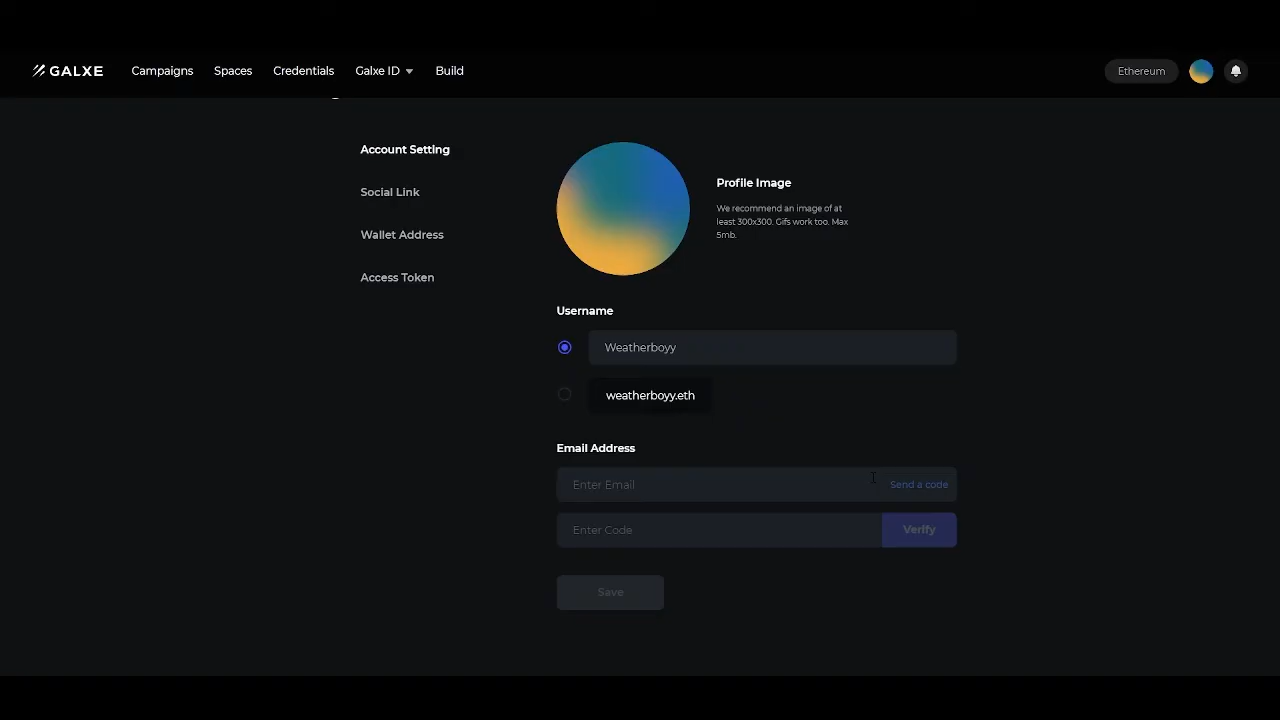 GALXE
Campaigns
Spaces
Credentials
Galxe ID
Build
Ethereum
Account Setting
Social Link
Wallet Address
Access Token
Profile Image
We recommend an image of at
least 300x300. Gifs work too. Max
5mb.
Username
Weatherboyy
weatherboyy.eth
Email Address
Enter Email
Send a code
Enter Code
Verify
Save